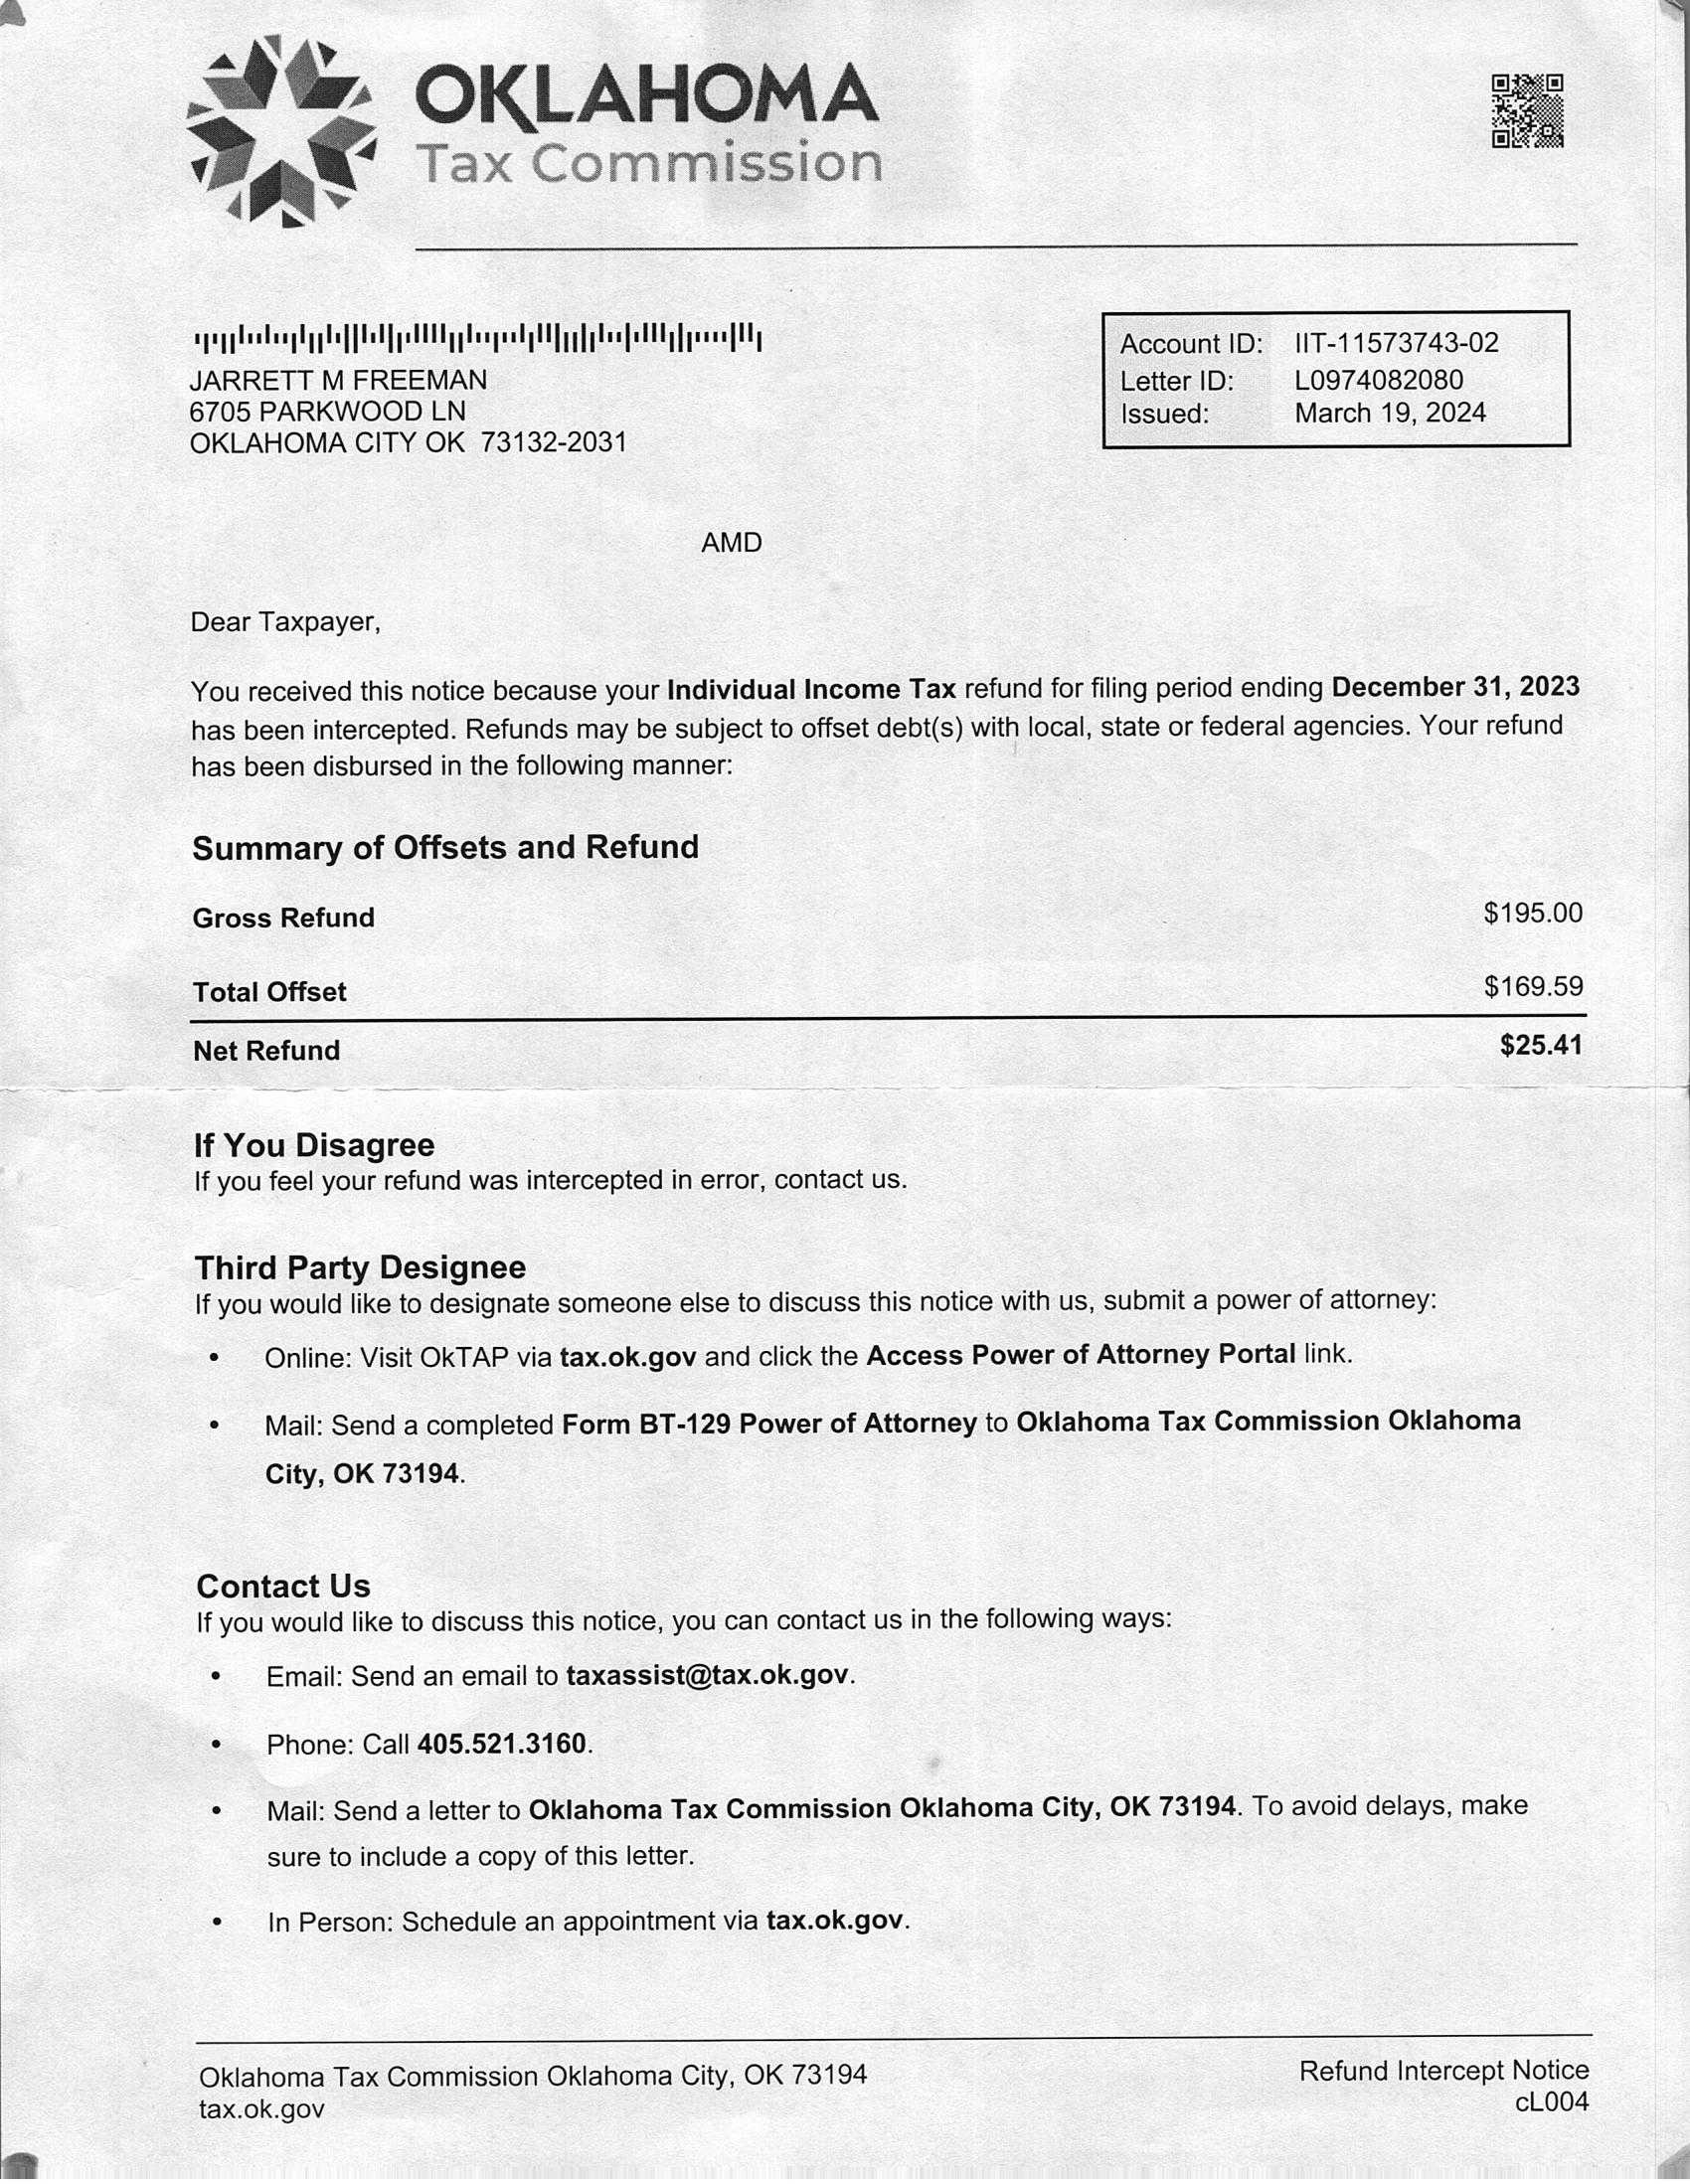 OKLAHOMA
Tax Commission
JARRETT M FREEMAN
6705 PARKWOOD LN
OKLAHOMA CITY OK  73132-2031
Account ID: IIT-11573743-02
Letter ID: L0974082080
Issued: March 19, 2024
AMD
Dear Taxpayer,
You received this notice because your Individual Income Tax refund for filing period ending December 31, 2023
has been intercepted. Refunds may be subject to offset debt(s) with local, state or federal agencies. Your refund
has been disbursed in the following manner:
Summary of Offsets and Refund
Gross Refund $195.00
Total Offset $169.59
Net Refund $25.41
If You Disagree
If you feel your refund was intercepted in error, contact us.
Third Party Designee
If you would like to designate someone else to discuss this notice with us, submit a power of attorney:
• Online: Visit OkTAP via tax.ok.gov and click the Access Power of Attorney Portal link.
• Mail: Send a completed Form BT-129 Power of Attorney to Oklahoma Tax Commission Oklahoma
City, OK 73194.
Contact Us
If you would like to discuss this notice, you can contact us in the following ways:
• Email: Send an email to taxassist@tax.ok.gov.
• Phone: Call 405.521.3160.
• Mail: Send a letter to Oklahoma Tax Commission Oklahoma City, OK 73194. To avoid delays, make
sure to include a copy of this letter.
• In Person: Schedule an appointment via tax.ok.gov.
Oklahoma Tax Commission Oklahoma City, OK 73194
tax.ok.gov
Refund Intercept Notice
cL004